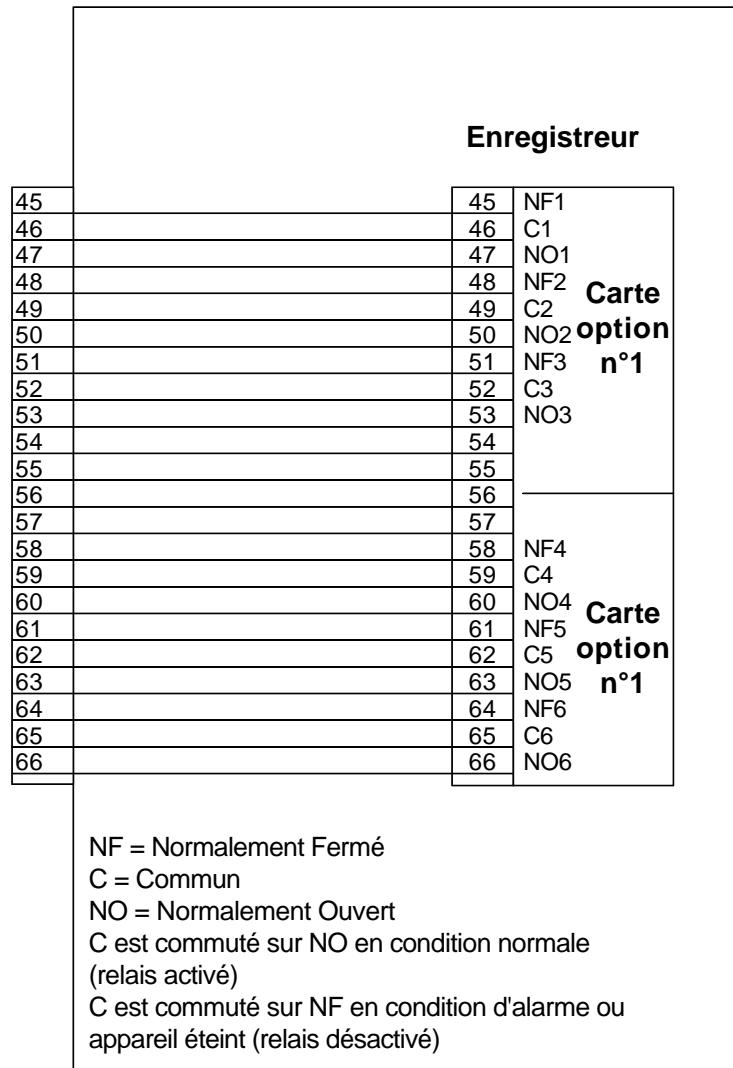 Enregistreur
45 45 NF1
46 46 C1
47 47 NO1
48 48 NF2
49 49 C2
50 50 NO2
51 51 NF3
52 52 C3
53 53 NO3
54 54
55 55
Carte
option
n°1
56 56
57 57
58 58 NF4
59 59 C4
60 60 NO4
61 61 NF5
62 62 C5
63 63 NO5
64 64 NF6
65 65 C6
66 66 NO6
Carte
option
n°1
NF = Normalement Fermé
C = Commun
NO = Normalement Ouvert
C est commuté sur NO en condition normale
(relais activé)
C est commuté sur NF en condition d'alarme ou
appareil éteint (relais désactivé)